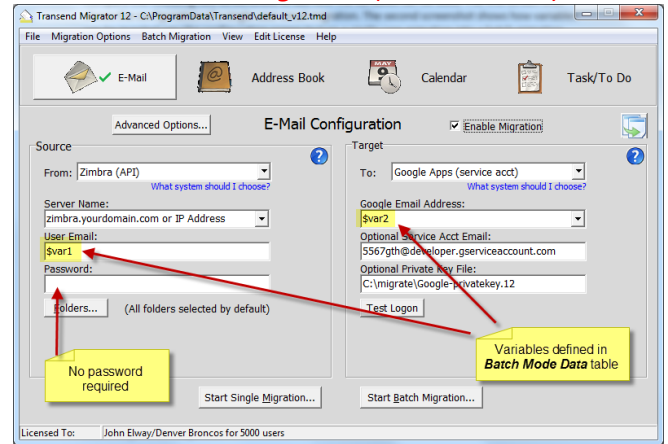 Transend Migrator 12 - C:\ProgramData\Transend\default_v12.tmd
File Migration Options Batch Migration View Edit License Help
E-Mail Address Book Calendar Task/To Do
Advanced Options... E-Mail Configuration Enable Migration
Source Target
From: Zimbra (API) To: Google Apps (service acct)
What system should I choose? What system should I choose?
Server Name: Google Email Address:
zimbra.yourdomain.com or IP Address $var2
User Email: Optional Service Acct Email:
$var1 5567gth@developer.gserviceaccount.com
Password: Optional Private Key File:
C:\migrate\Google-privatekey.12
Folders... (All folders selected by default) Test Logon
No password
required
Variables defined in
Batch Mode Data table
Start Single Migration... Start Batch Migration...
Licensed To: John Elway/Denver Broncos for 5000 users